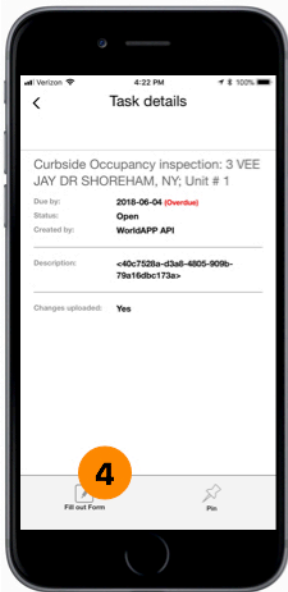 Verizon 4:22 PM 100%
Task details
Curbside Occupancy inspection: 3 VEE
JAY DR SHOREHAM, NY; Unit # 1
Due by: 2018-06-04 (Overdue)
Status: Open
Created by: WorldAPP API
Description: <40c7528a-d3a8-4805-909b-
79a16dbc173a>
Changes uploaded: Yes
4
Fill out Form Pin